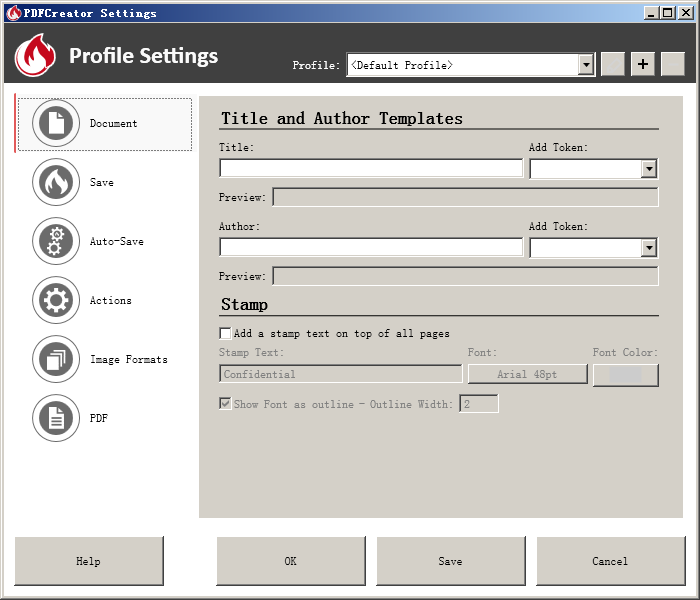 PDFCreator Settings
Profile Settings
Profile: <Default Profile> +
Document
Save
Auto-Save
Actions
Image Formats
PDF
Title and Author Templates
Title: Add Token:
Preview:
Author: Add Token:
Preview:
Stamp
Add a stamp text on top of all pages
Stamp Text: Font: Font Color:
Confidential Arial 48pt
Show Font as outline - Outline Width: 2
Help OK Save Cancel